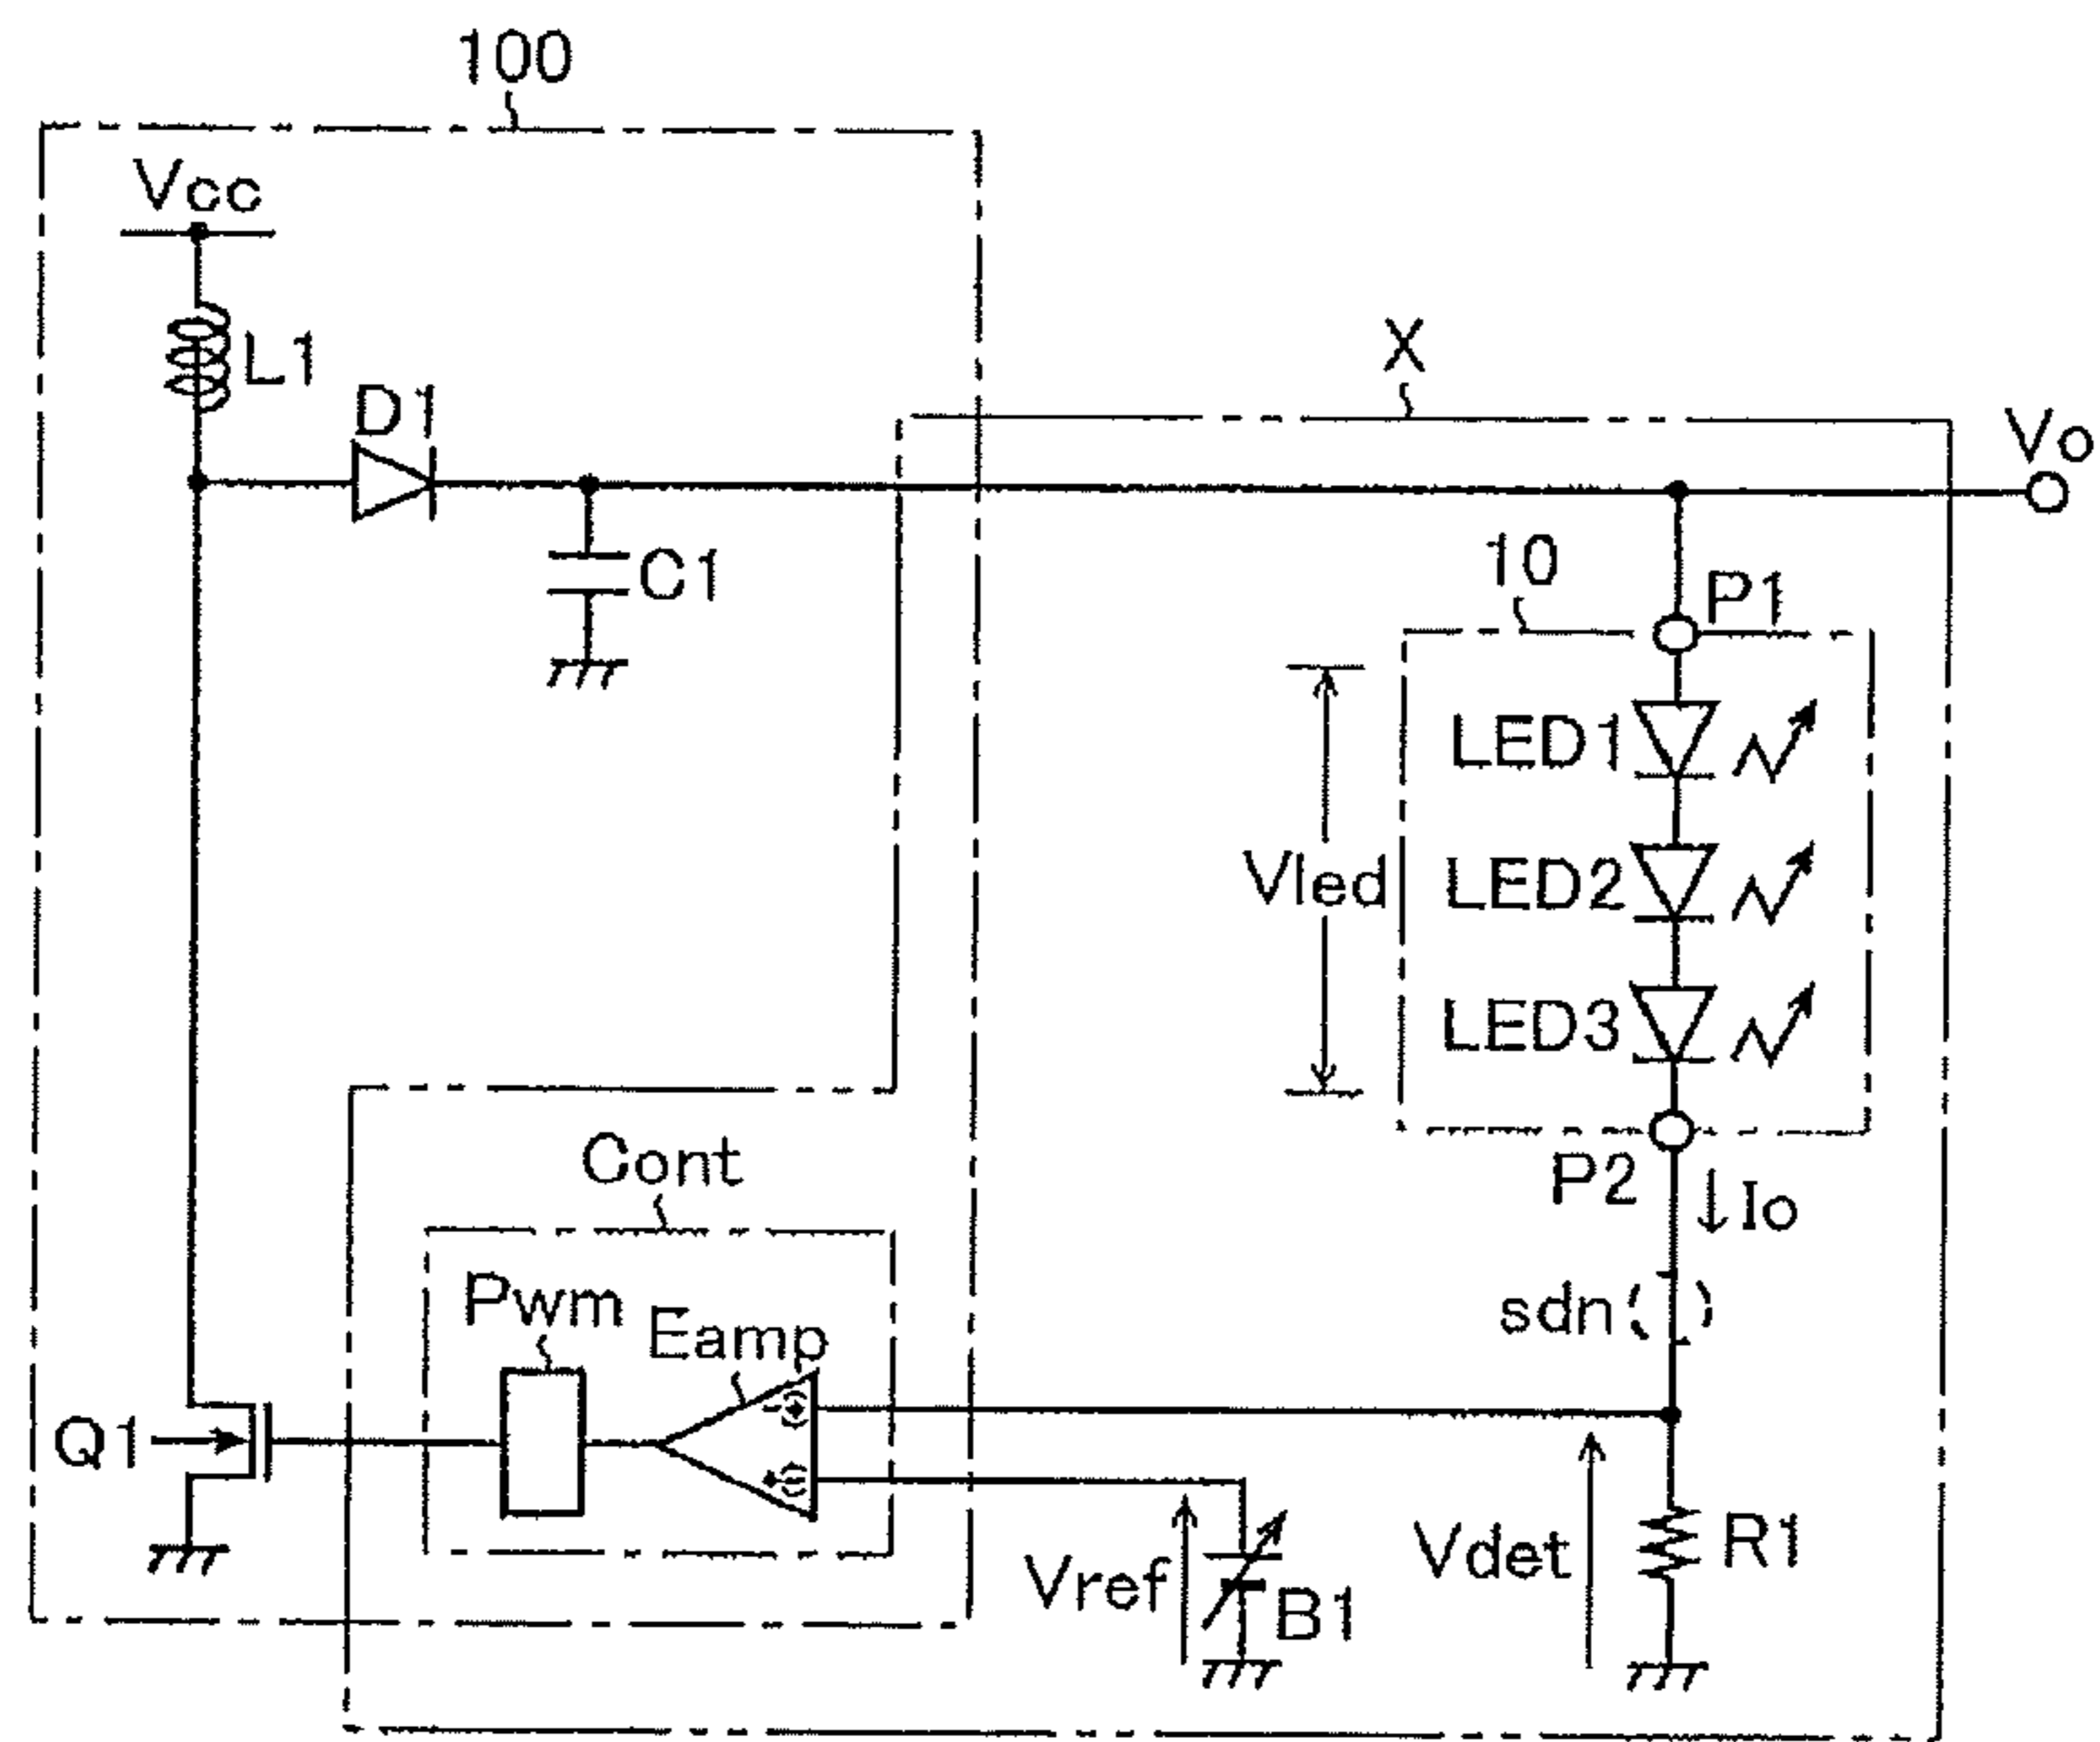 100
Vcc
L1
D1
C1
X
Vo
10
P1
LED1
Vled
LED2
LED3
P2
Io
Cont
Pwm
Eamp
sdn
Q1
Vref
B1
Vdet
R1